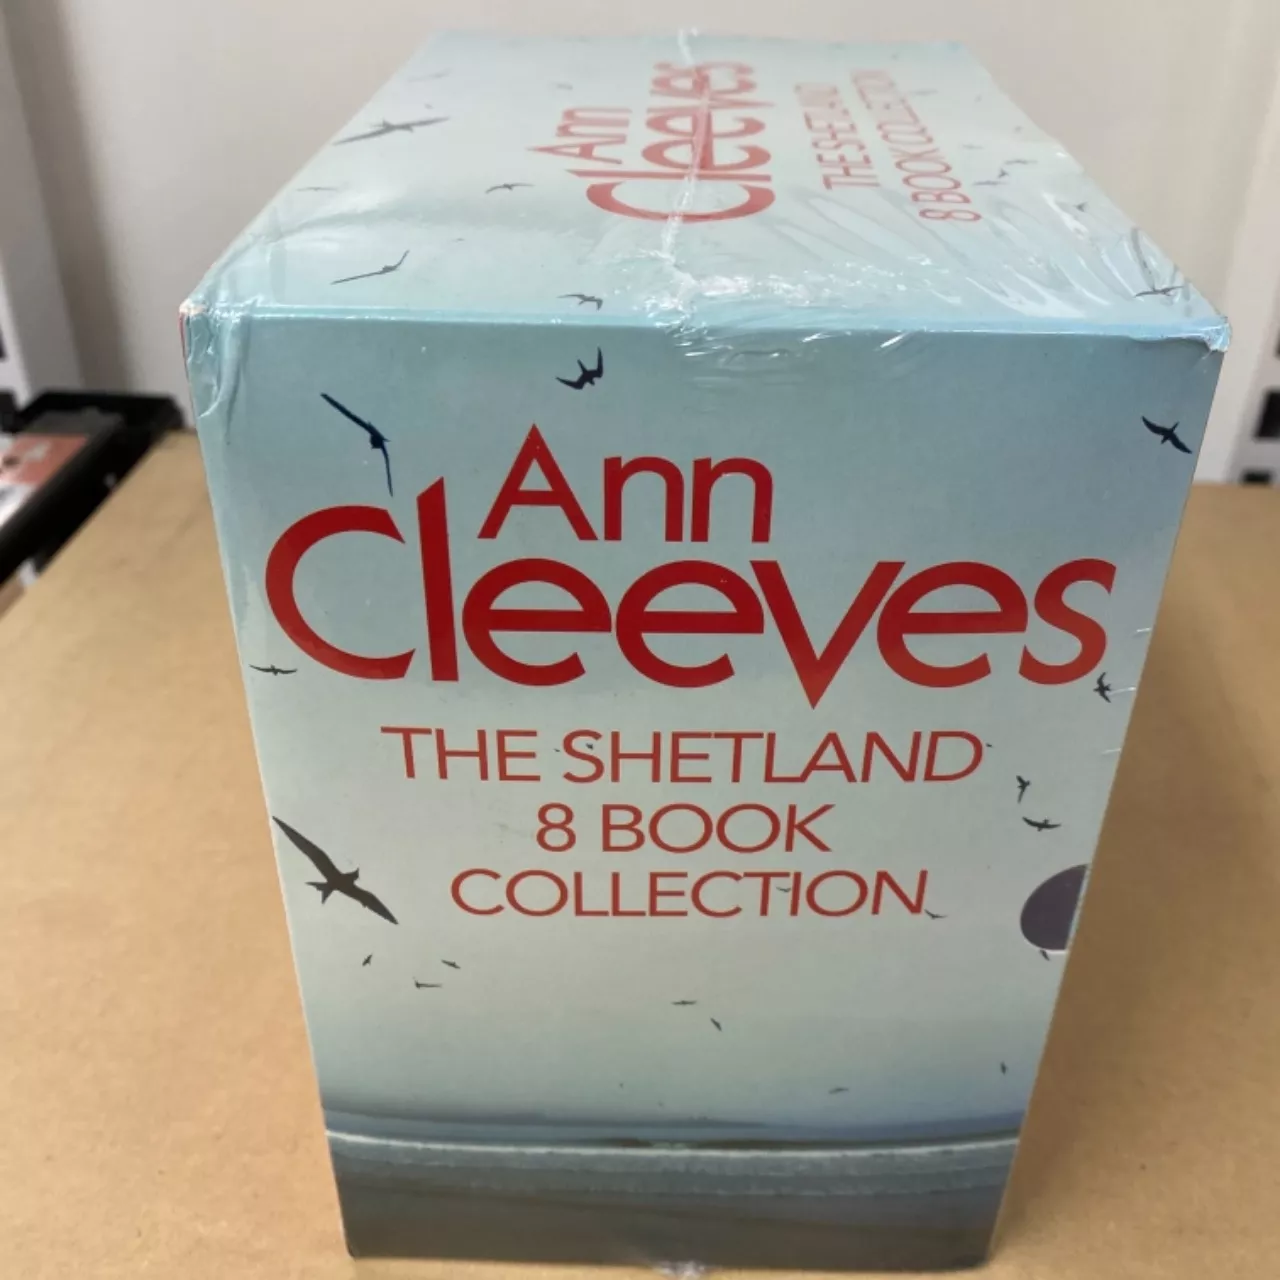 Ann
Cleeves
THE SHETLAND
8 BOOK COLLECTION
Ann
Cleeves
THE SHETLAND
8 BOOK
COLLECTION